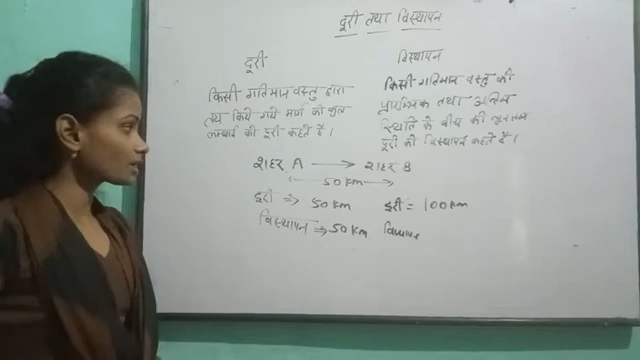 दूरी तथा विस्थापन
दूरी
किसी गतिमान वस्तु द्वारा
तय किये गये मार्ग की कुल
लम्बाई को दूरी कहते हैं।
विस्थापन
किसी गतिमान वस्तु की
प्रारम्भिक तथा अन्तिम
स्थिति के बीच की न्यूनतम
दूरी को विस्थापन कहते हैं।
शहर A → शहर B
50 km
दूरी ⇒ 50 km दूरी = 100 km
विस्थापन ⇒ 50 km